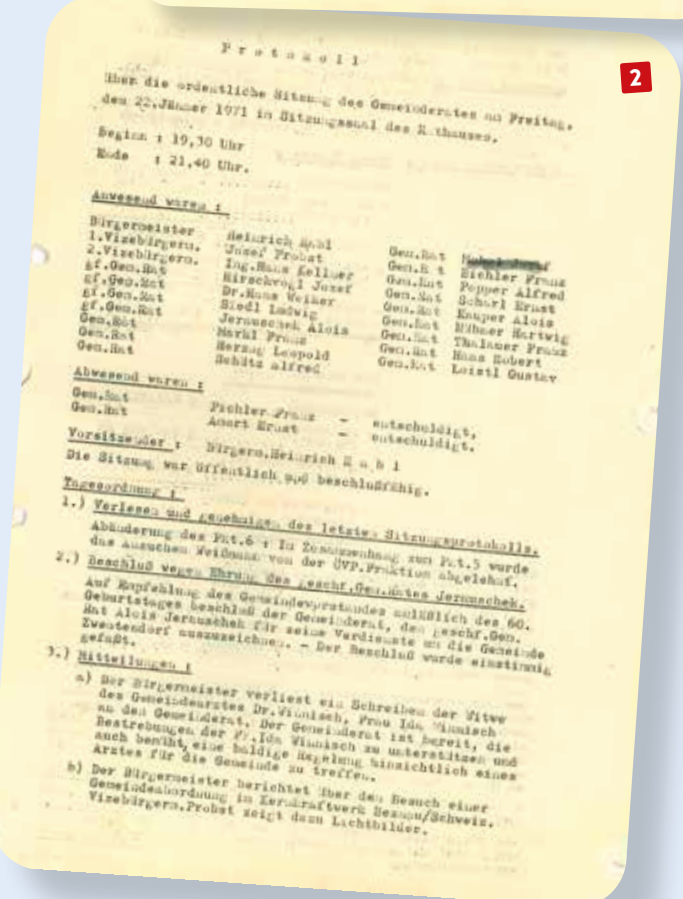 Protokoll
2
über die ordentliche Sitzung des Gemeinderates am Freitag,
den 22.Jänner 1971 im Sitzungssaal des Rathauses.
Beginn : 19,30 Uhr
Ende : 21,40 Uhr.
Anwesend waren :
Bürgermeister Heinrich
1.Vizebürgerm. Josef Probst Gem.Rat
2.Vizebürgerm. Ing.Hans Kellner Gem.Rat Eichler Franz
gf.Gem.Rat Hirschvogl Josef Gem.Rat Popper Alfred
gf.Gem.Rat Dr.Hans Weiker Gem.Rat Scharl Ernst
gf.Gem.Rat Siedl Ludwig Gem.Rat Kauper Alois
gf.Gem.Rat Jerauschek Alois Gem.Rat Hartwig
Gem.Rat Markl Franz Gem.Rat Thalauer Franz
Gem.Rat Herzog Leopold Gem.Rat Haas Robert
Gem.Rat Schütz Alfred Gem.Rat Leistl Gustav
Abwesend waren :
Gem.Rat Pichler Franz - entschuldigt,
Gem.Rat Ernst - entschuldigt.
Vorsitzender : Bürgerm.Heinrich
Die Sitzung war öffentlich und beschlußfähig.
Tagesordnung :
1.) Verlesen und genehmigen des letzten Sitzungsprotokolls.
Abänderung des Pkt.6 : In Zusammenhang zum Pkt.5 wurde
das Ansuchen Weißmann von der ÖVP.Fraktion abgelehnt.
2.) Beschluß wegen Ehrung des geschf.Gem.Rates Jerauschek.
Auf Empfehlung des Gemeindevorstandes anläßlich des 60.
Geburtstages beschloß der Gemeinderat, den geschf.Gem.
Rat Alois Jerauschek für seine Verdienste um die Gemeinde
Zwentendorf auszuzeichnen. - Der Beschluß wurde einstimmig
gefaßt.
3.) Mitteilungen :
a) Der Bürgermeister verliest ein Schreiben der Witwe
des Gemeindearztes Dr.Winnisch, Frau Ida Winnisch
an den Gemeinderat. Der Gemeinderat ist bereit, die
Bestrebungen der Fr.Ida Winnisch zu unterstützen und
auch bemüht, eine baldige Regelung hinsichtlich eines
Arztes für die Gemeinde zu treffen.
b) Der Bürgermeister berichtet über den Besuch einer
Gemeindeabordnung im Kernkraftwerk Beznau/Schweiz.
Vizebürgerm.Probst zeigt dazu Lichtbilder.